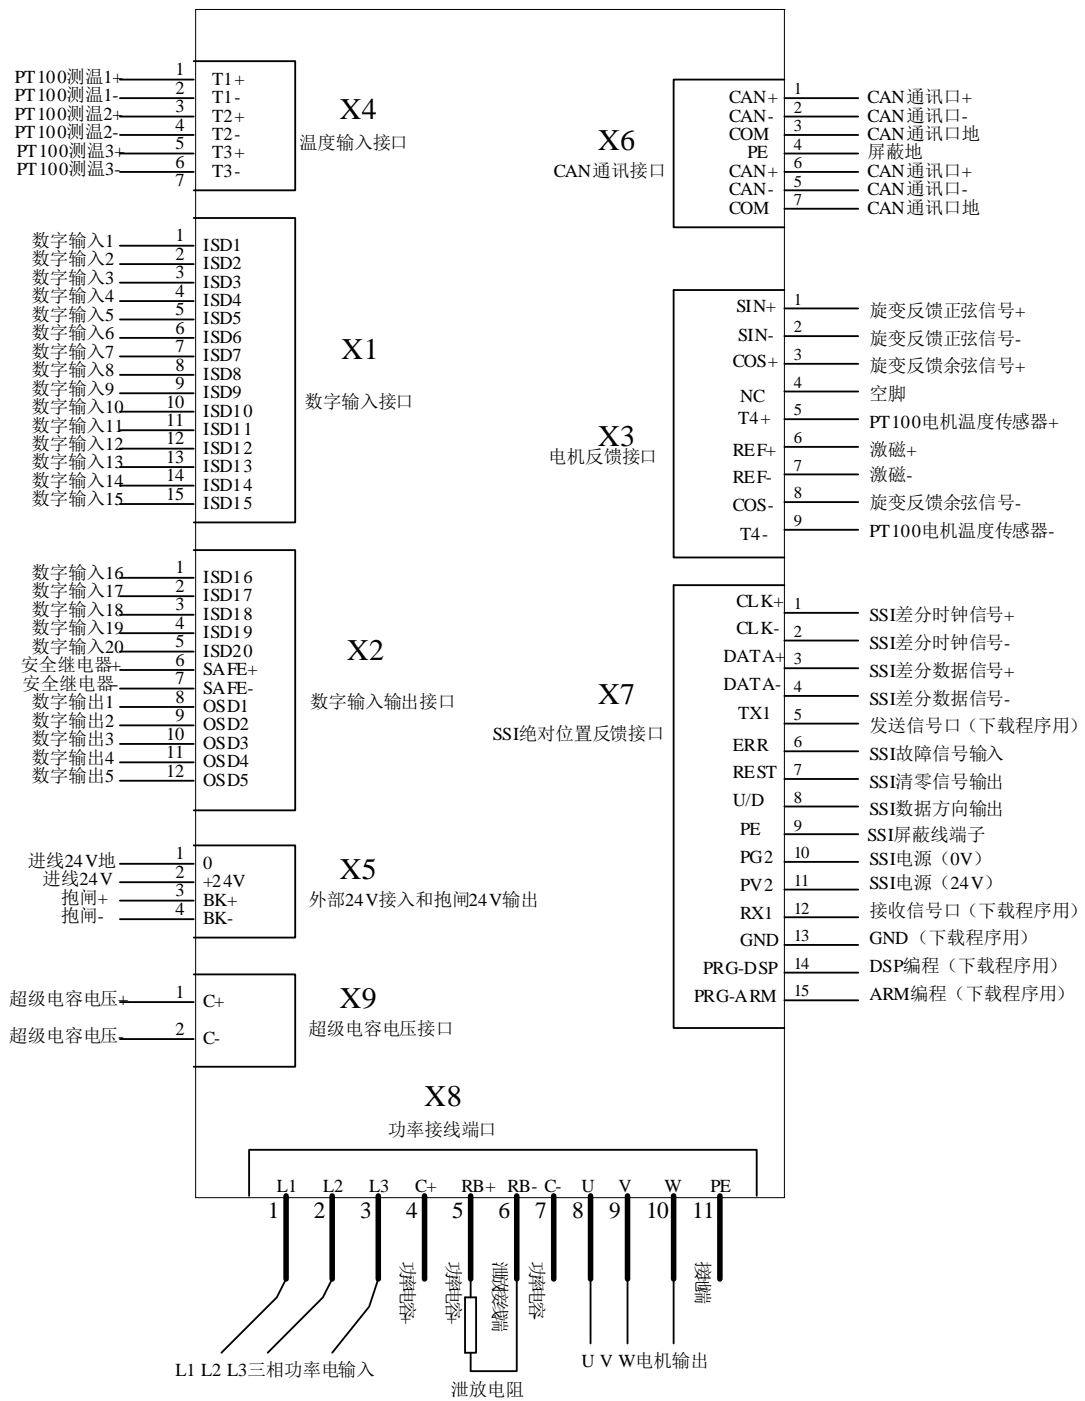 PT100测温1+ 1 T1+
PT100测温1- 2 T1-
PT100测温2+ 3 T2+
PT100测温2- 4 T2-
PT100测温3+ 5 T3+
PT100测温3- 6 T3-
7
X4
温度输入接口
数字输入1 1 ISD1
数字输入2 2 ISD2
数字输入3 3 ISD3
数字输入4 4 ISD4
数字输入5 5 ISD5
数字输入6 6 ISD6
数字输入7 7 ISD7
数字输入8 8 ISD8
数字输入9 9 ISD9
数字输入10 10 ISD10
数字输入11 11 ISD11
数字输入12 12 ISD12
数字输入13 13 ISD13
数字输入14 14 ISD14
数字输入15 15 ISD15
X1
数字输入接口
数字输入16 1 ISD16
数字输入17 2 ISD17
数字输入18 3 ISD18
数字输入19 4 ISD19
数字输入20 5 ISD20
安全继电器+ 6 SAFE+
安全继电器- 7 SAFE-
数字输出1 8 OSD1
数字输出2 9 OSD2
数字输出3 10 OSD3
数字输出4 11 OSD4
数字输出5 12 OSD5
X2
数字输入输出接口
进线24V地 1 0
进线24V 2 +24V
抱闸+ 3 BK+
抱闸- 4 BK-
X5
外部24V接入和抱闸24V输出
超级电容电压+ 1 C+
超级电容电压- 2 C-
X9
超级电容电压接口
X6
CAN通讯接口
CAN+ 1 CAN通讯口+
CAN- 2 CAN通讯口-
COM 3 CAN通讯口地
PE 4 屏蔽地
CAN+ 6 CAN通讯口+
CAN- 5 CAN通讯口-
COM 7 CAN通讯口地
X3
电机反馈接口
SIN+ 1 旋变反馈正弦信号+
SIN- 2 旋变反馈正弦信号-
COS+ 3 旋变反馈余弦信号+
NC 4 空脚
T4+ 5 PT100电机温度传感器+
REF+ 6 激磁+
REF- 7 激磁-
COS- 8 旋变反馈余弦信号-
T4- 9 PT100电机温度传感器-
X7
SSI绝对位置反馈接口
CLK+ 1 SSI差分时钟信号+
CLK- 2 SSI差分时钟信号-
DATA+ 3 SSI差分数据信号+
DATA- 4 SSI差分数据信号-
TX1 5 发送信号口（下载程序用）
ERR 6 SSI故障信号输入
REST 7 SSI清零信号输出
U/D 8 SSI数据方向输出
PE 9 SSI屏蔽线端子
PG2 10 SSI电源（0V）
PV2 11 SSI电源（24V）
RX1 12 接收信号口（下载程序用）
GND 13 GND（下载程序用）
PRG-DSP 14 DSP编程（下载程序用）
PRG-ARM 15 ARM编程（下载程序用）
X8
功率接线端口
L1 L2 L3 C+ RB+ RB- C- U V W PE
1 2 3 4 5 6 7 8 9 10 11
功率电容+ 功率电容+ 泄放接线端 功率电容- 接地端
L1 L2 L3三相功率电输入
U V W电机输出
泄放电阻